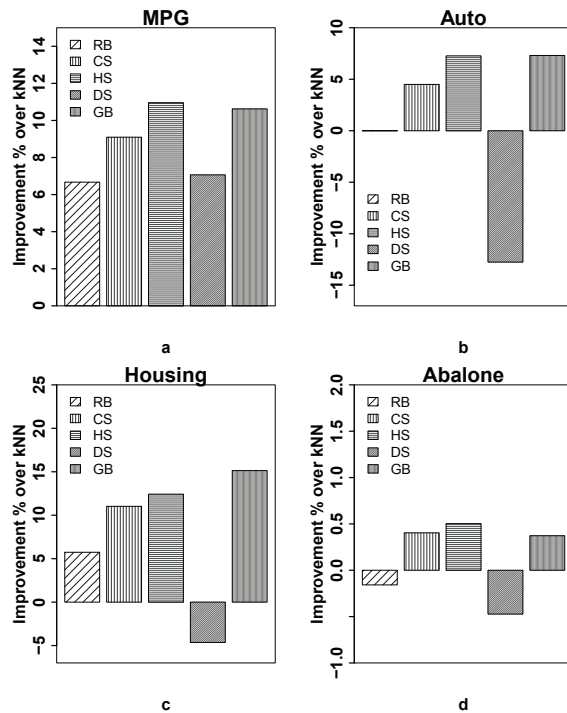 MPG
Improvement % over kNN
0 2 4 6 8 10 12 14
RB
CS
HS
DS
GB
a
Auto
Improvement % over kNN
−15 −10 −5 0 5 10
RB
CS
HS
DS
GB
b
Housing
Improvement % over kNN
−5 0 5 10 15 20 25
RB
CS
HS
DS
GB
c
Abalone
Improvement % over kNN
−1.0 0.0 0.5 1.0 1.5 2.0
RB
CS
HS
DS
GB
d